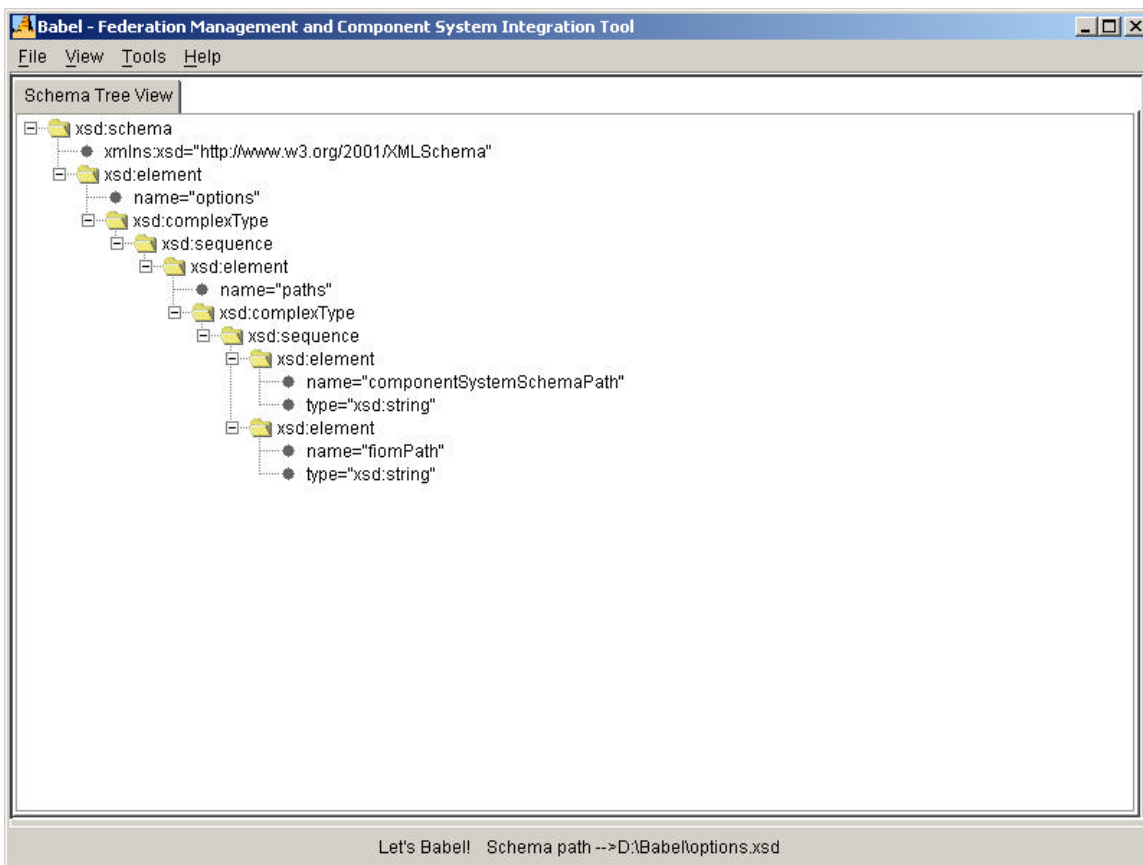 Babel - Federation Management and Component System Integration Tool
File View Tools Help
Schema Tree View
xsd:schema
xmlns:xsd="http://www.w3.org/2001/XMLSchema"
xsd:element
name="options"
xsd:complexType
xsd:sequence
xsd:element
name="paths"
xsd:complexType
xsd:sequence
xsd:element
name="componentSystemSchemaPath"
type="xsd:string"
xsd:element
name="fiomPath"
type="xsd:string"
Let's Babel! Schema path -->D:\Babel\options.xsd